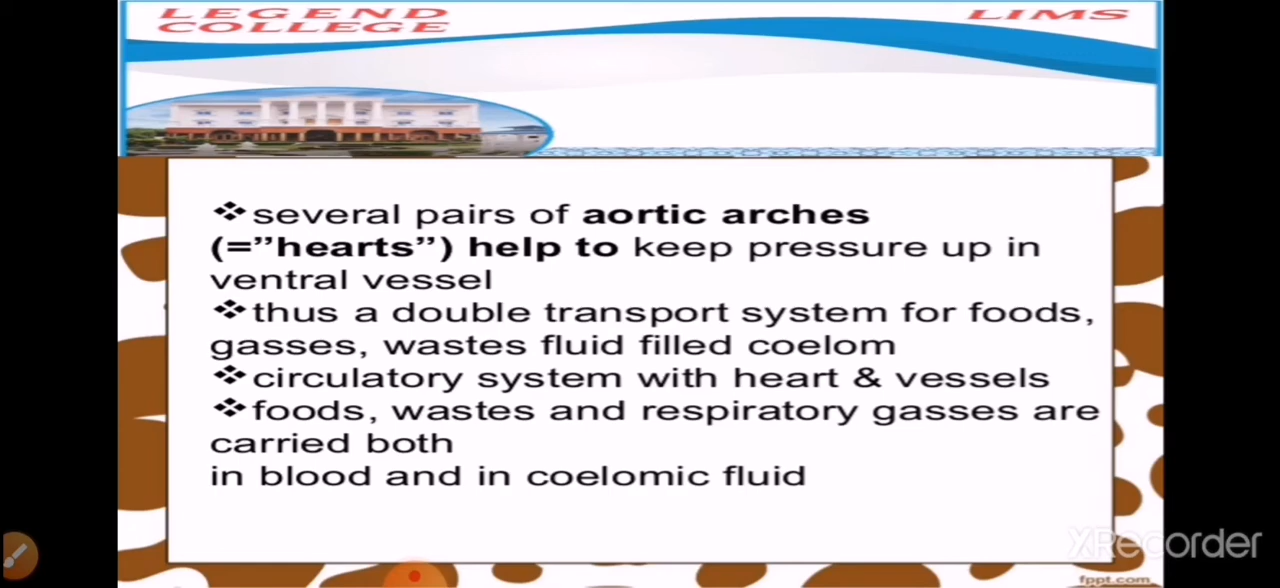 LEGEND
COLLEGE
LIMS
❖several pairs of aortic arches
(=”hearts”) help to keep pressure up in
ventral vessel
❖thus a double transport system for foods,
gasses, wastes fluid filled coelom
❖circulatory system with heart & vessels
❖foods, wastes and respiratory gasses are
carried both
in blood and in coelomic fluid
XRecorder
fppt.com